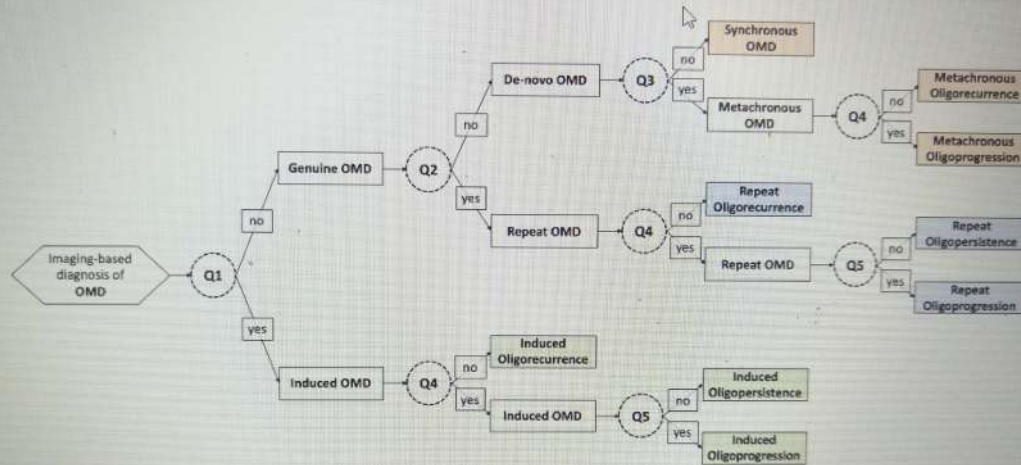 Imaging-based
diagnosis of
OMD
Q1
no
yes
Genuine OMD
Q2
no
yes
De-novo OMD
Q3
no
yes
Synchronous
OMD
Metachronous
OMD
Q4
no
yes
Metachronous
Oligorecurrence
Metachronous
Oligoprogression
Repeat OMD
Q4
no
yes
Repeat
Oligorecurrence
Repeat OMD
Q5
no
yes
Repeat
Oligopersistence
Repeat
Oligoprogression
Induced OMD
Q4
no
yes
Induced
Oligorecurrence
Induced OMD
Q5
no
yes
Induced
Oligopersistence
Induced
Oligoprogression